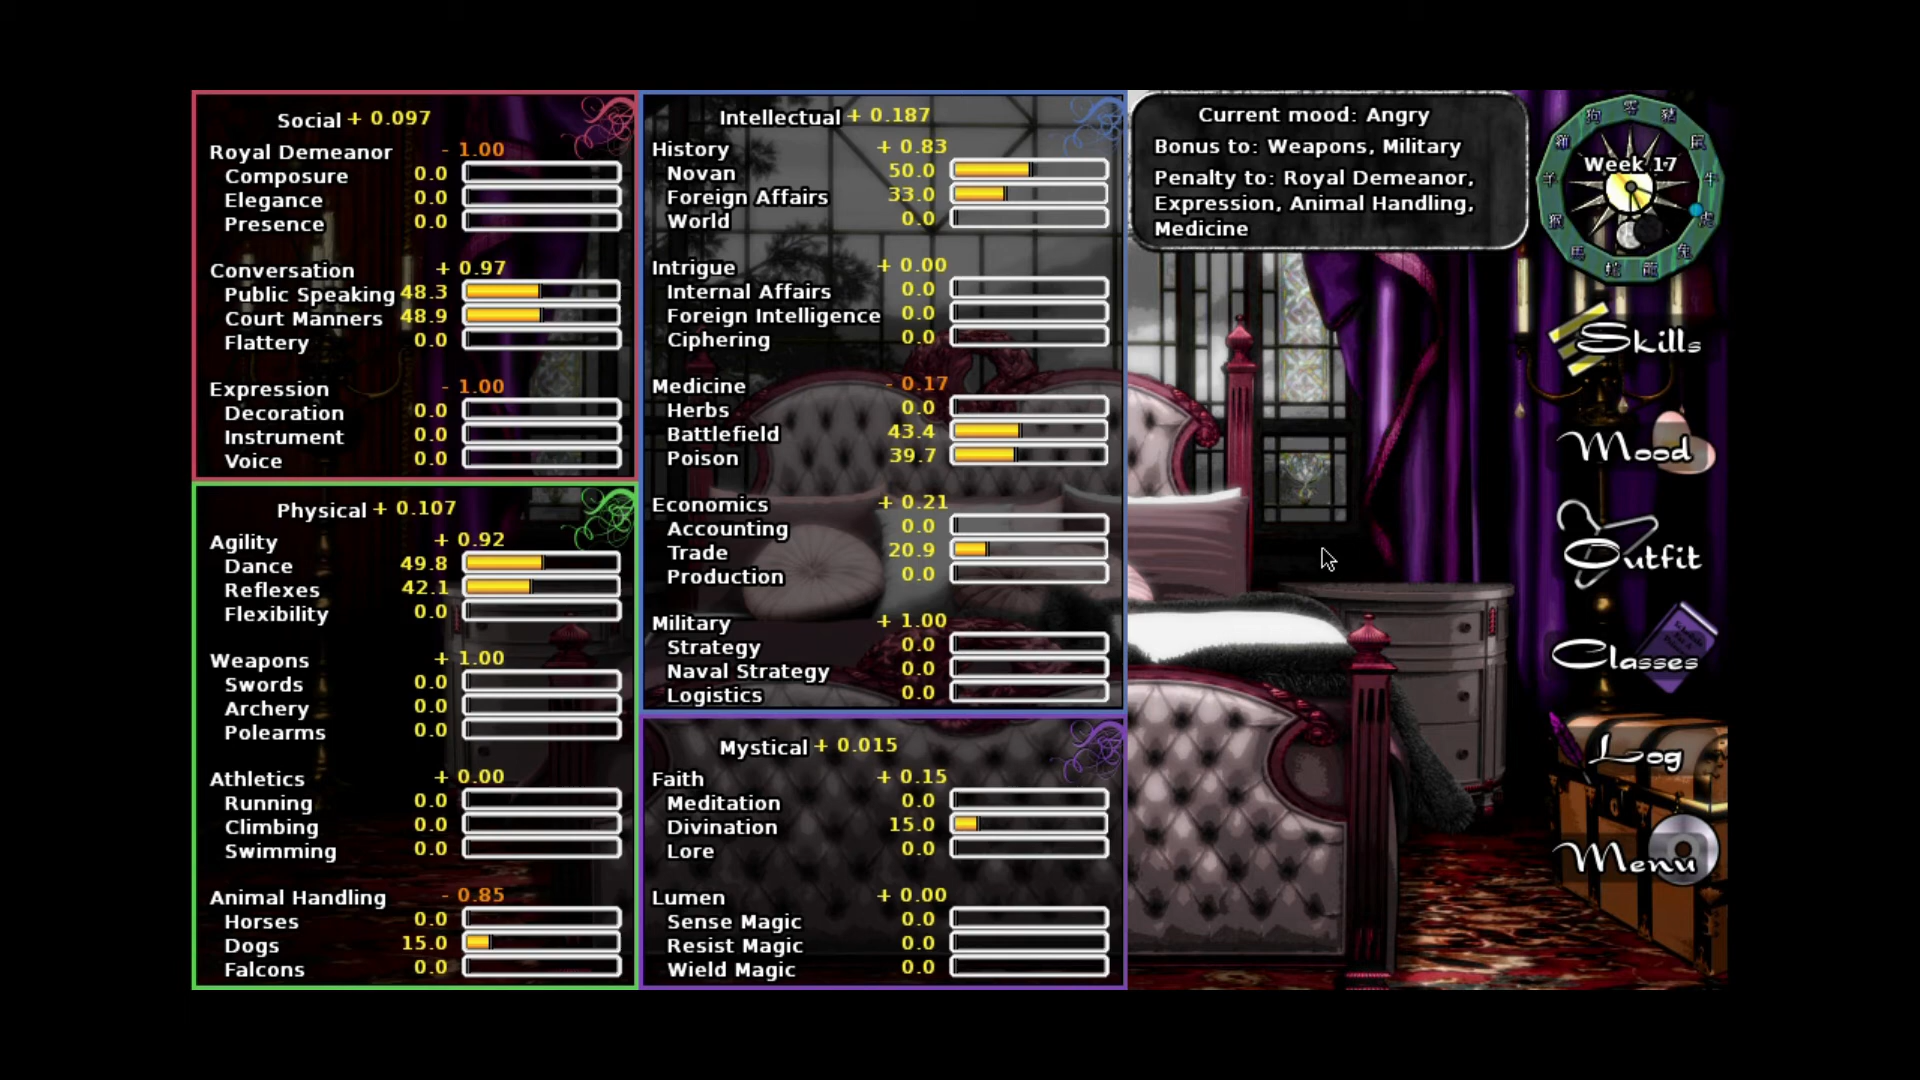 Social + 0.097
Royal Demeanor - 1.00
Composure 0.0
Elegance 0.0
Presence 0.0
Conversation + 0.97
Public Speaking 48.3
Court Manners 48.9
Flattery 0.0
Expression - 1.00
Decoration 0.0
Instrument 0.0
Voice 0.0
Physical + 0.107
Agility + 0.92
Dance 49.8
Reflexes 42.1
Flexibility 0.0
Weapons + 1.00
Swords 0.0
Archery 0.0
Polearms 0.0
Athletics + 0.00
Running 0.0
Climbing 0.0
Swimming 0.0
Animal Handling - 0.85
Horses 0.0
Dogs 15.0
Falcons 0.0
Intellectual + 0.187
History + 0.83
Novan 50.0
Foreign Affairs 33.0
World 0.0
Intrigue + 0.00
Internal Affairs 0.0
Foreign Intelligence 0.0
Ciphering 0.0
Medicine - 0.17
Herbs 0.0
Battlefield 43.4
Poison 39.7
Economics + 0.21
Accounting 0.0
Trade 20.9
Production 0.0
Military + 1.00
Strategy 0.0
Naval Strategy 0.0
Logistics 0.0
Mystical + 0.015
Faith + 0.15
Meditation 0.0
Divination 15.0
Lore 0.0
Lumen + 0.00
Sense Magic 0.0
Resist Magic 0.0
Wield Magic 0.0
Current mood: Angry
Bonus to: Weapons, Military
Penalty to: Royal Demeanor,
Expression, Animal Handling,
Medicine
Week 17
Skills
Mood
Outfit
Classes
Log
Menu